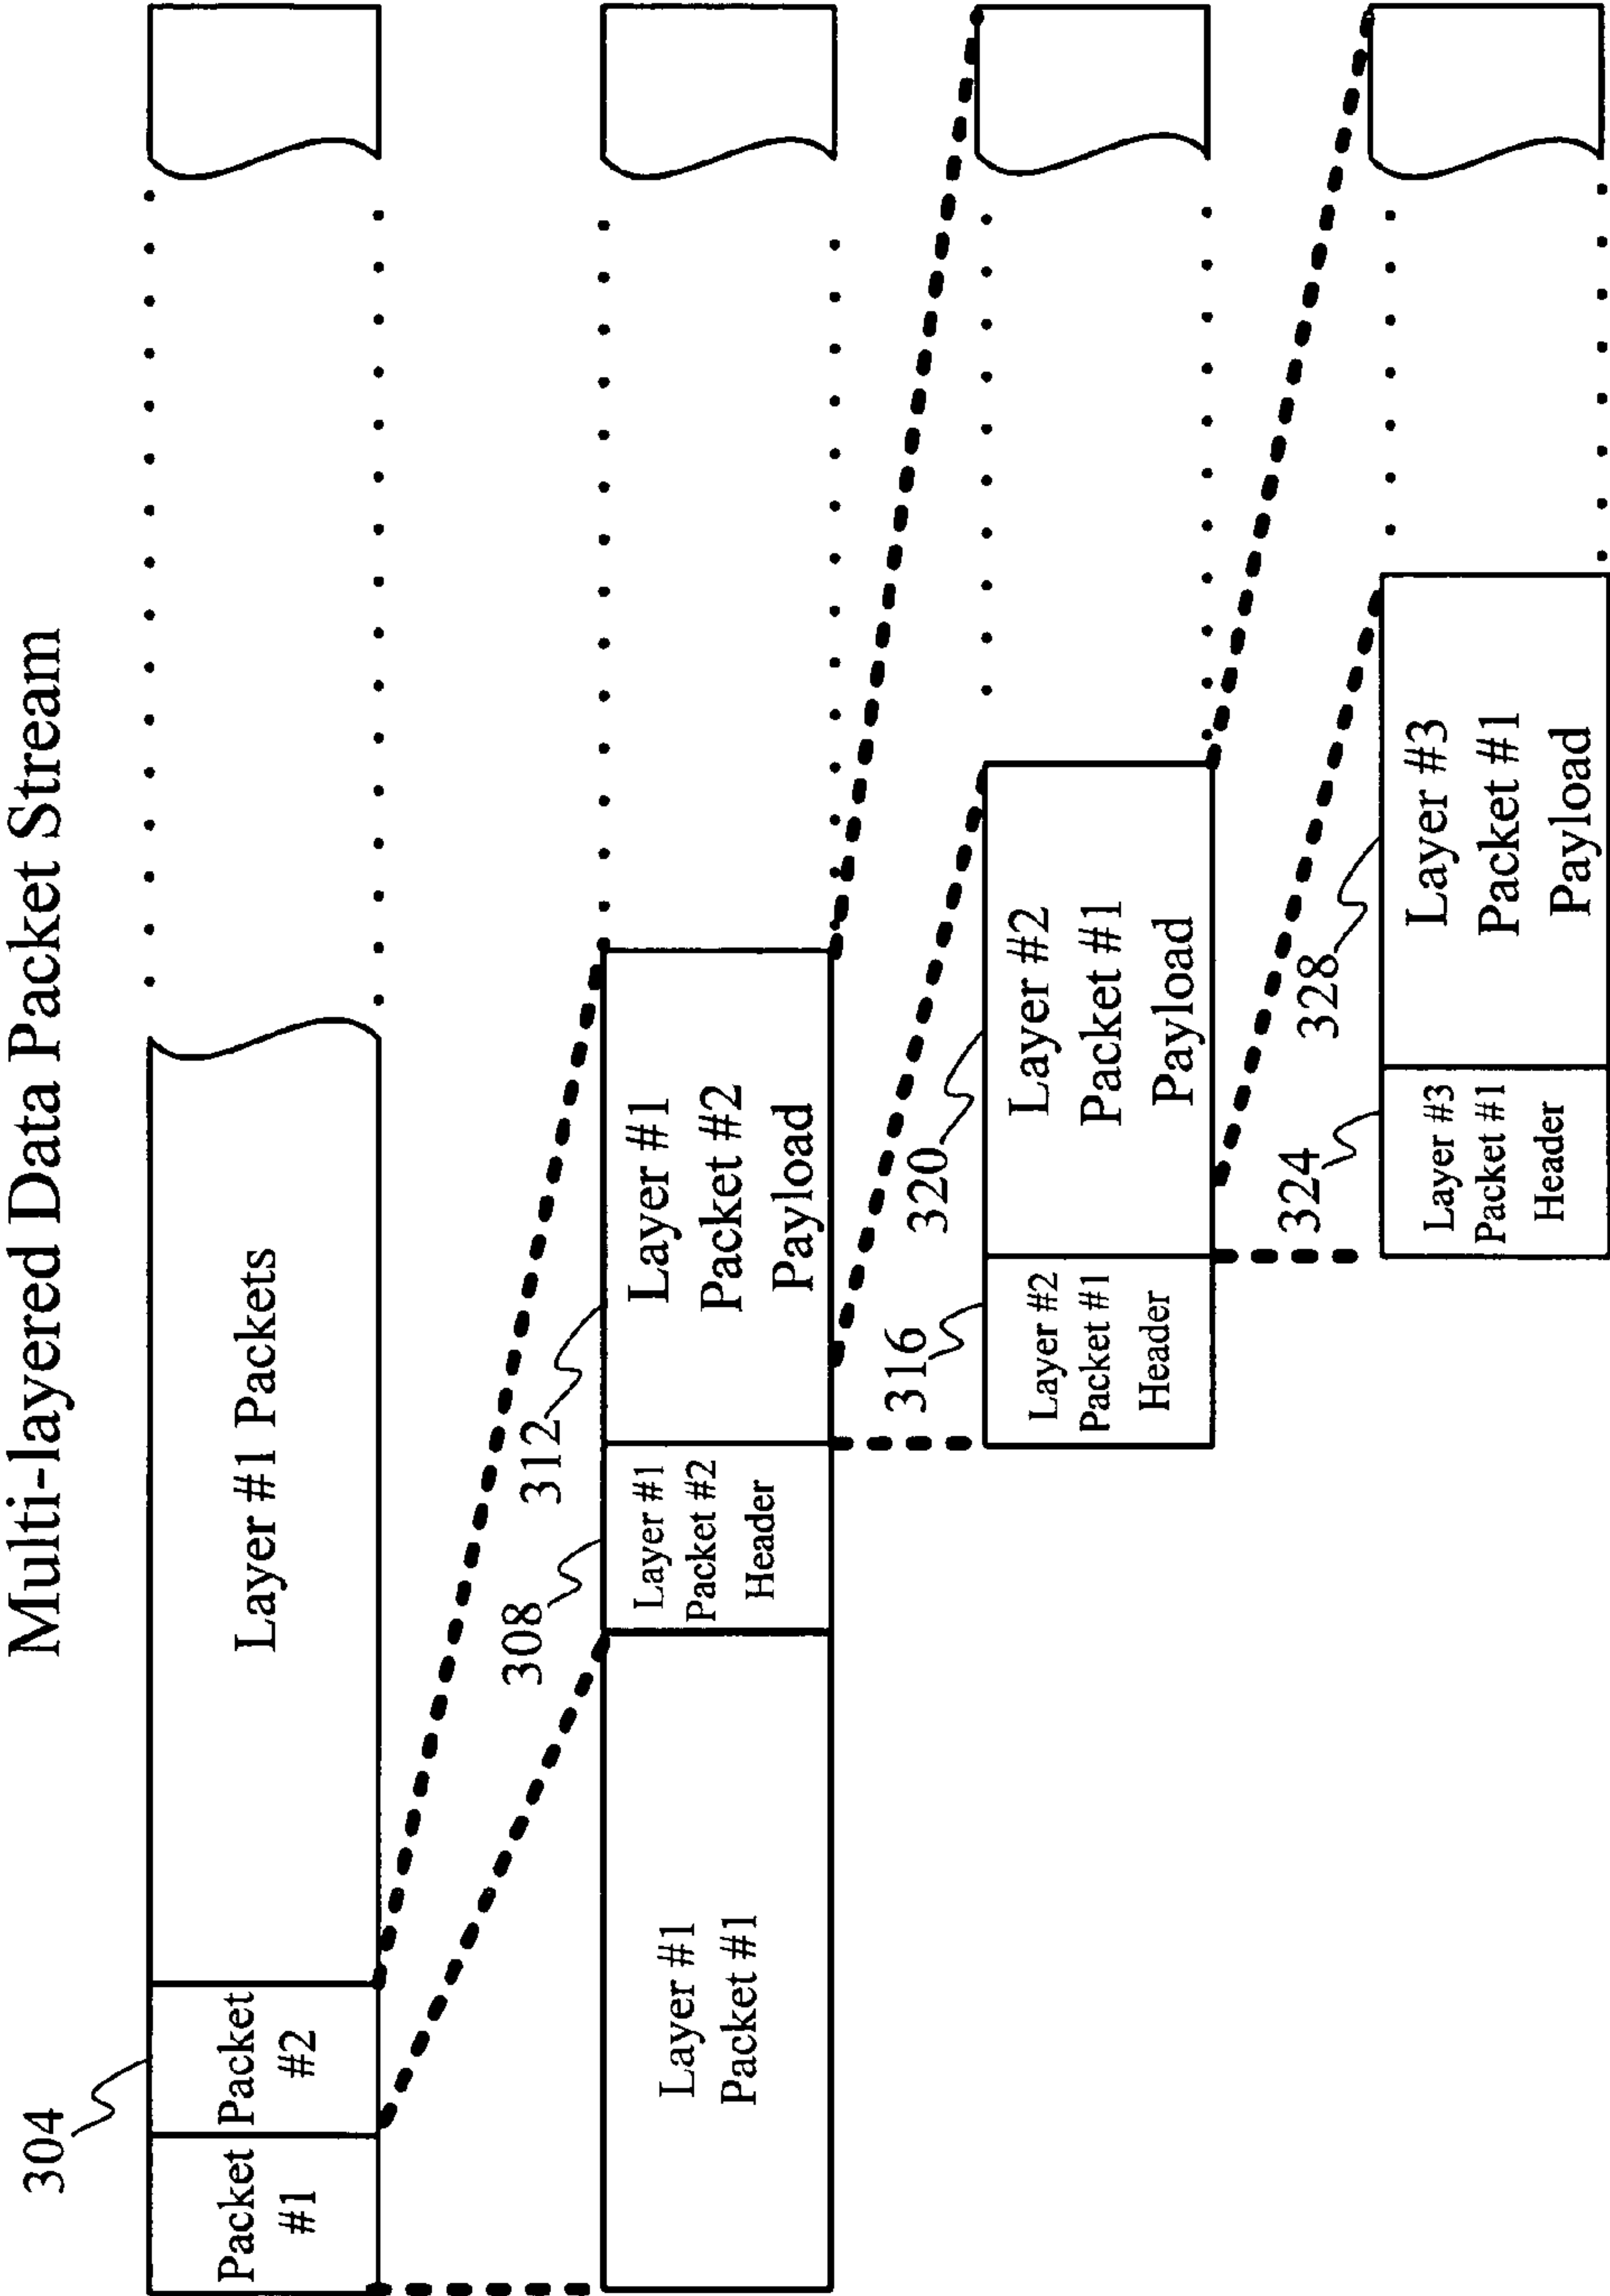 Multi-layered Data Packet Stream
304
Packet
#1
Packet
#2
Layer #1 Packets
308
312
Layer #1
Packet #1
Layer #1
Packet #2
Header
Layer #1
Packet #2
Payload
316
320
Layer #2
Packet #1
Header
Layer #2
Packet #1
Payload
324
328
Layer #3
Packet #1
Header
Layer #3
Packet #1
Payload